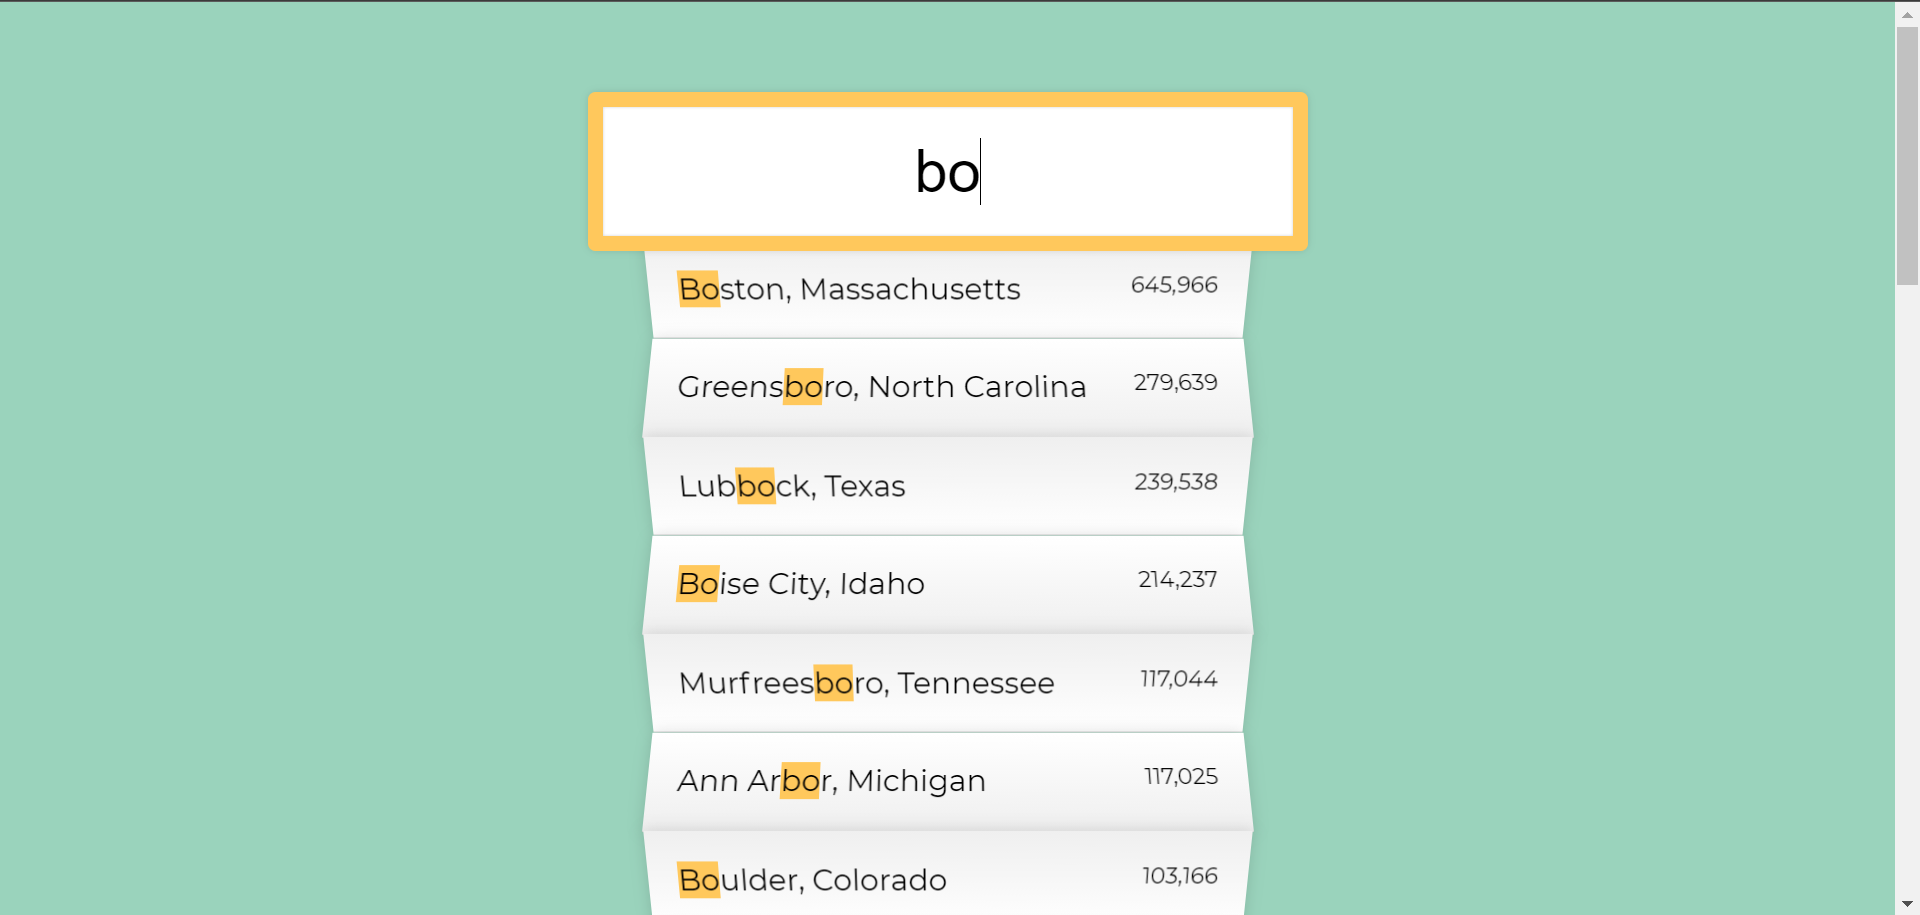 bo
Boston, Massachusetts 645,966
Greensboro, North Carolina 279,639
Lubbock, Texas 239,538
Boise City, Idaho 214,237
Murfreesboro, Tennessee 117,044
Ann Arbor, Michigan 117,025
Boulder, Colorado 103,166